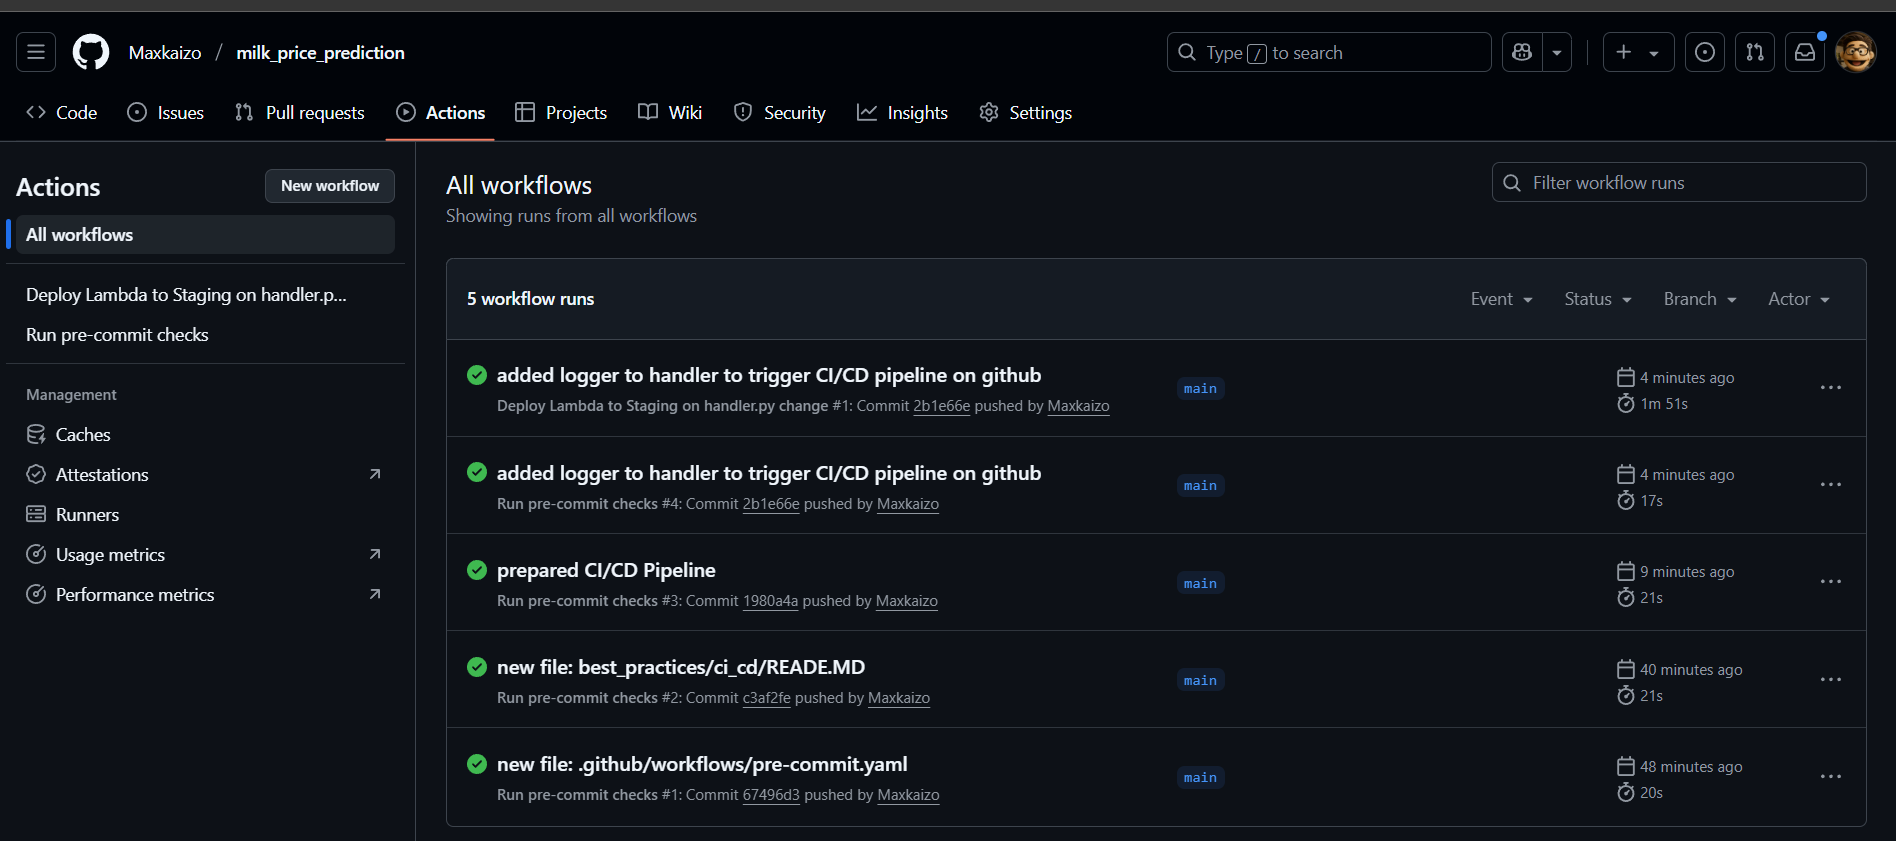 Maxkaizo / milk_price_prediction
Type / to search
Code
Issues
Pull requests
Actions
Projects
Wiki
Security
Insights
Settings
Actions
New workflow
All workflows
Deploy Lambda to Staging on handler.p...
Run pre-commit checks
Management
Caches
Attestations
Runners
Usage metrics
Performance metrics
All workflows
Showing runs from all workflows
Filter workflow runs
5 workflow runs
Event
Status
Branch
Actor
added logger to handler to trigger CI/CD pipeline on github
Deploy Lambda to Staging on handler.py change #1: Commit 2b1e66e pushed by Maxkaizo
main
4 minutes ago
1m 51s
added logger to handler to trigger CI/CD pipeline on github
Run pre-commit checks #4: Commit 2b1e66e pushed by Maxkaizo
main
4 minutes ago
17s
prepared CI/CD Pipeline
Run pre-commit checks #3: Commit 1980a4a pushed by Maxkaizo
main
9 minutes ago
21s
new file: best_practices/ci_cd/READE.MD
Run pre-commit checks #2: Commit c3af2fe pushed by Maxkaizo
main
40 minutes ago
21s
new file: .github/workflows/pre-commit.yaml
Run pre-commit checks #1: Commit 67496d3 pushed by Maxkaizo
main
48 minutes ago
20s